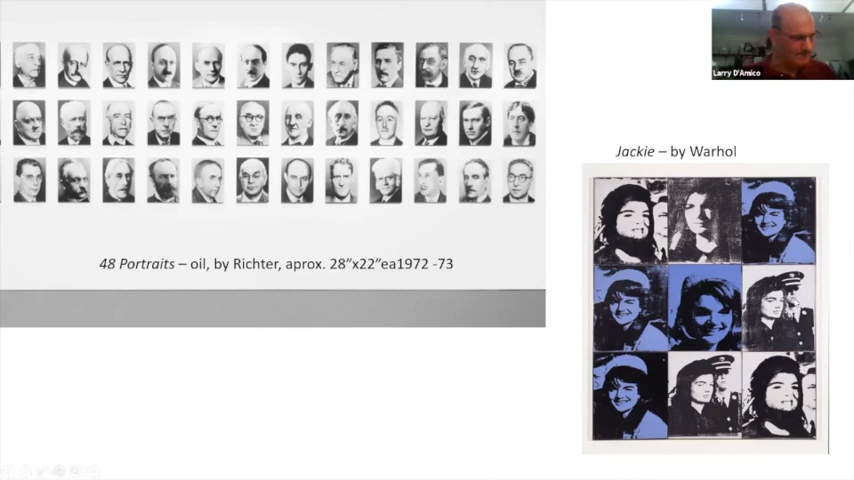 Larry D'Amico
Jackie – by Warhol
48 Portraits – oil, by Richter, aprox. 28”x22”ea1972 -73